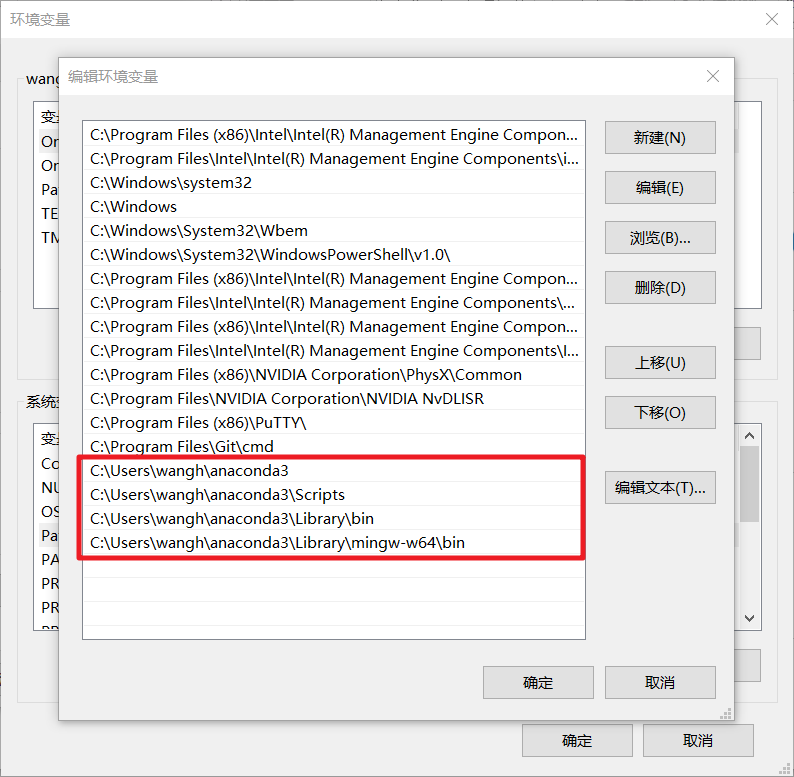 环境变量
wang
编辑环境变量
变
On
On
Pa
TE
TM
C:\Program Files (x86)\Intel\Intel(R) Management Engine Compon...
C:\Program Files\Intel\Intel(R) Management Engine Components\i...
C:\Windows\system32
C:\Windows
C:\Windows\System32\Wbem
C:\Windows\System32\WindowsPowerShell\v1.0\
C:\Program Files (x86)\Intel\Intel(R) Management Engine Compon...
C:\Program Files\Intel\Intel(R) Management Engine Components\...
C:\Program Files (x86)\Intel\Intel(R) Management Engine Compon...
C:\Program Files\Intel\Intel(R) Management Engine Components\I...
C:\Program Files (x86)\NVIDIA Corporation\PhysX\Common
C:\Program Files\NVIDIA Corporation\NVIDIA NvDLISR
C:\Program Files (x86)\PuTTY\
C:\Program Files\Git\cmd
C:\Users\wangh\anaconda3
C:\Users\wangh\anaconda3\Scripts
C:\Users\wangh\anaconda3\Library\bin
C:\Users\wangh\anaconda3\Library\mingw-w64\bin
新建(N)
编辑(E)
浏览(B)...
删除(D)
上移(U)
下移(O)
编辑文本(T)...
系统
变
Co
NU
OS
Pa
PA
PR
PR
确定
取消
确定
取消